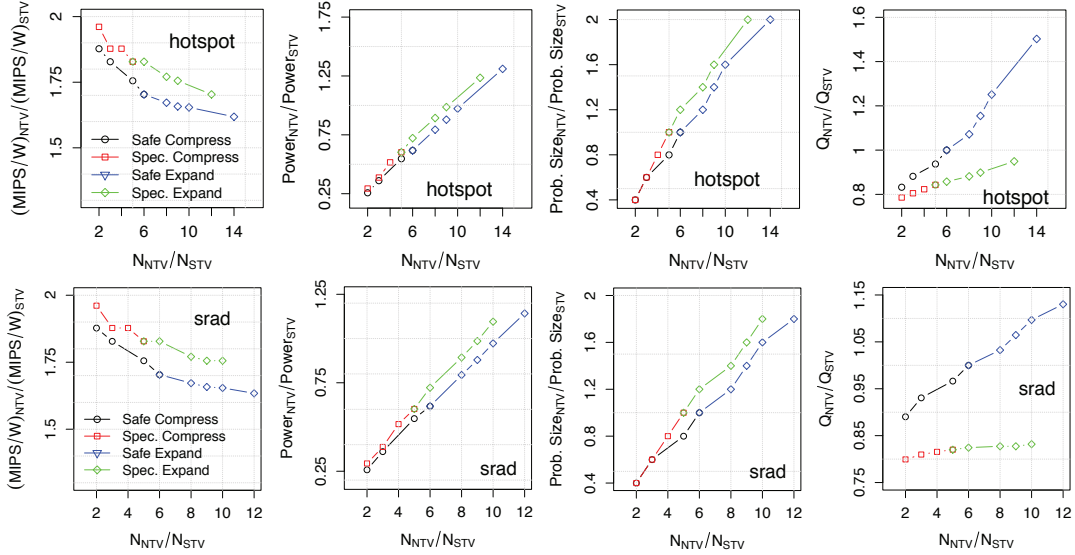 (MIPS/W)NTV/(MIPS/W)STV
2
1.75
1.5
hotspot
Safe Compress
Spec. Compress
Safe Expand
Spec. Expand
2 6 10 14
NNTV/NSTV
PowerNTV/PowerSTV
1.75
1.25
0.75
0.25
hotspot
2 4 6 8 10 14
NNTV/NSTV
Prob. SizeNTV/Prob. SizeSTV
2
1.6
1.2
0.8
0.4
hotspot
2 4 6 8 10 14
NNTV/NSTV
QNTV/QSTV
1.6
1.4
1.2
1
0.8
hotspot
2 6 10 14
NNTV/NSTV
(MIPS/W)NTV/(MIPS/W)STV
2
1.75
1.5
srad
Safe Compress
Spec. Compress
Safe Expand
Spec. Expand
2 4 6 8 10 12
NNTV/NSTV
PowerNTV/PowerSTV
1.25
0.75
0.25
srad
2 4 6 8 10 12
NNTV/NSTV
Prob. SizeNTV/Prob. SizeSTV
2
1.6
1.2
0.8
0.4
srad
2 4 6 8 10 12
NNTV/NSTV
QNTV/QSTV
1.15
1.05
0.95
0.85
0.75
srad
2 4 6 8 10 12
NNTV/NSTV